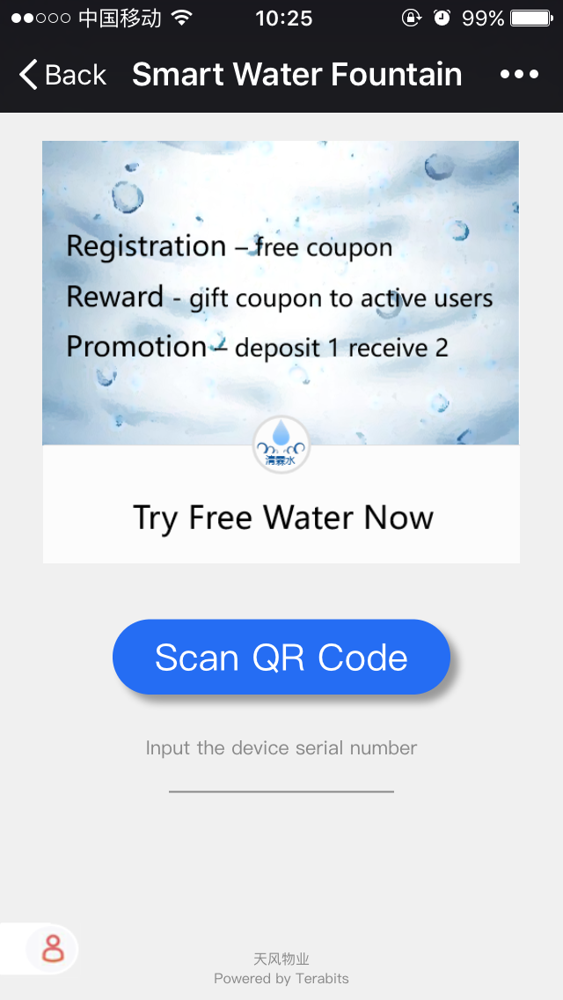 中国移动 10:25 99%
Back Smart Water Fountain
Registration – free coupon
Reward - gift coupon to active users
Promotion – deposit 1 receive 2
清霖水
Try Free Water Now
Scan QR Code
Input the device serial number
天风物业
Powered by Terabits